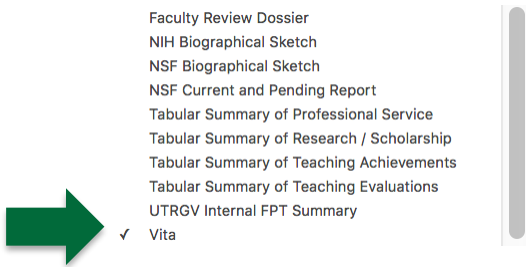 Faculty Review Dossier
NIH Biographical Sketch
NSF Biographical Sketch
NSF Current and Pending Report
Tabular Summary of Professional Service
Tabular Summary of Research / Scholarship
Tabular Summary of Teaching Achievements
Tabular Summary of Teaching Evaluations
UTRGV Internal FPT Summary
✓ Vita